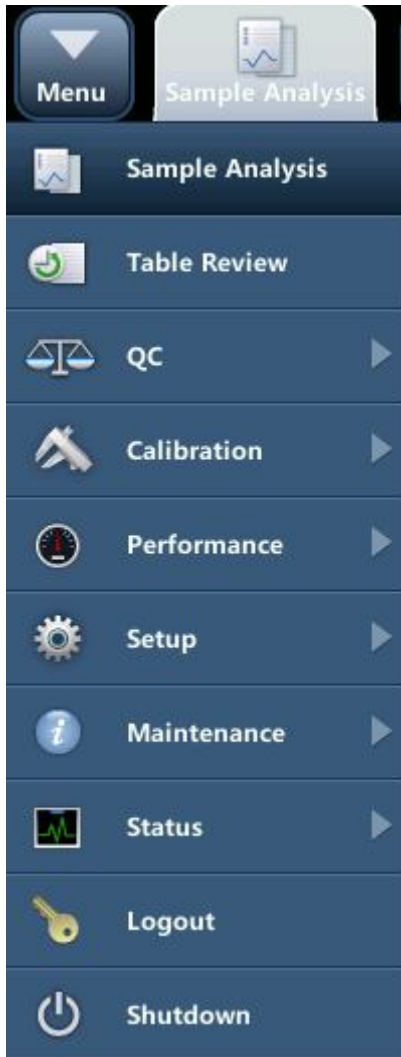 Menu
Sample Analysis
Sample Analysis
Table Review
QC
Calibration
Performance
Setup
Maintenance
Status
Logout
Shutdown